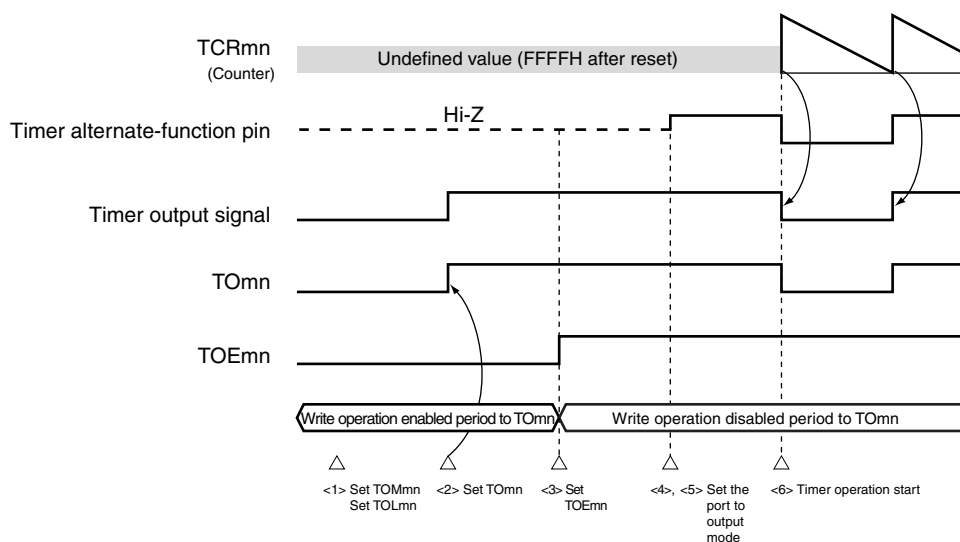 TCRmn
(Counter)
Undefined value (FFFFH after reset)
Timer alternate-function pin
Hi-Z
Timer output signal
TOmn
TOEmn
Write operation enabled period to TOmn
Write operation disabled period to TOmn
<1> Set TOMmn
Set TOLmn
<2> Set TOmn
<3> Set
TOEmn
<4>, <5> Set the
port to
output
mode
<6> Timer operation start